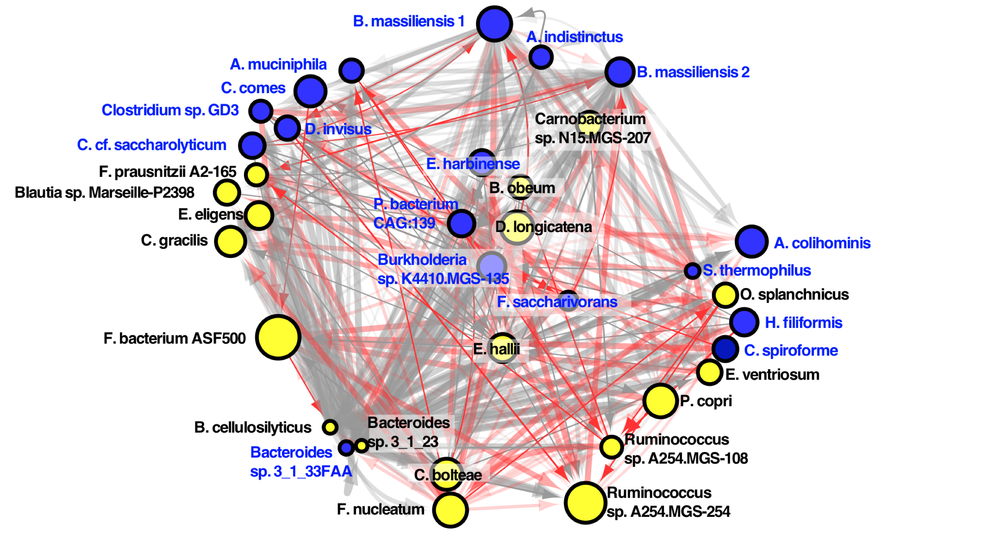 B. massiliensis 1
A. indistinctus
A. muciniphila
B. massiliensis 2
C. comes
Clostridium sp. GD3
Carnobacterium
sp. N15.MGS-207
D. invisus
C. cf. saccharolyticum
E. harbinense
F. prausnitzii A2-165
B. obeum
Blautia sp. Marseille-P2398
P. bacterium
CAG:139
E. eligens
D. longicatena
C. gracilis
A. colihominis
Burkholderia
sp. K4410.MGS-135
S. thermophilus
O. splanchnicus
F. saccharivorans
H. filiformis
F. bacterium ASF500
E. hallii
C. spiroforme
E. ventriosum
P. copri
B. cellulosilyticus
Bacteroides
sp. 3_1_23
Ruminococcus
sp. A254.MGS-108
Bacteroides
sp. 3_1_33FAA
C. bolteae
F. nucleatum
Ruminococcus
sp. A254.MGS-254